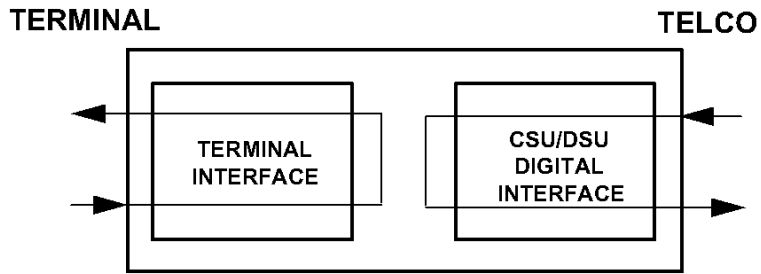 TERMINAL
TELCO
TERMINAL
INTERFACE
CSU/DSU
DIGITAL
INTERFACE